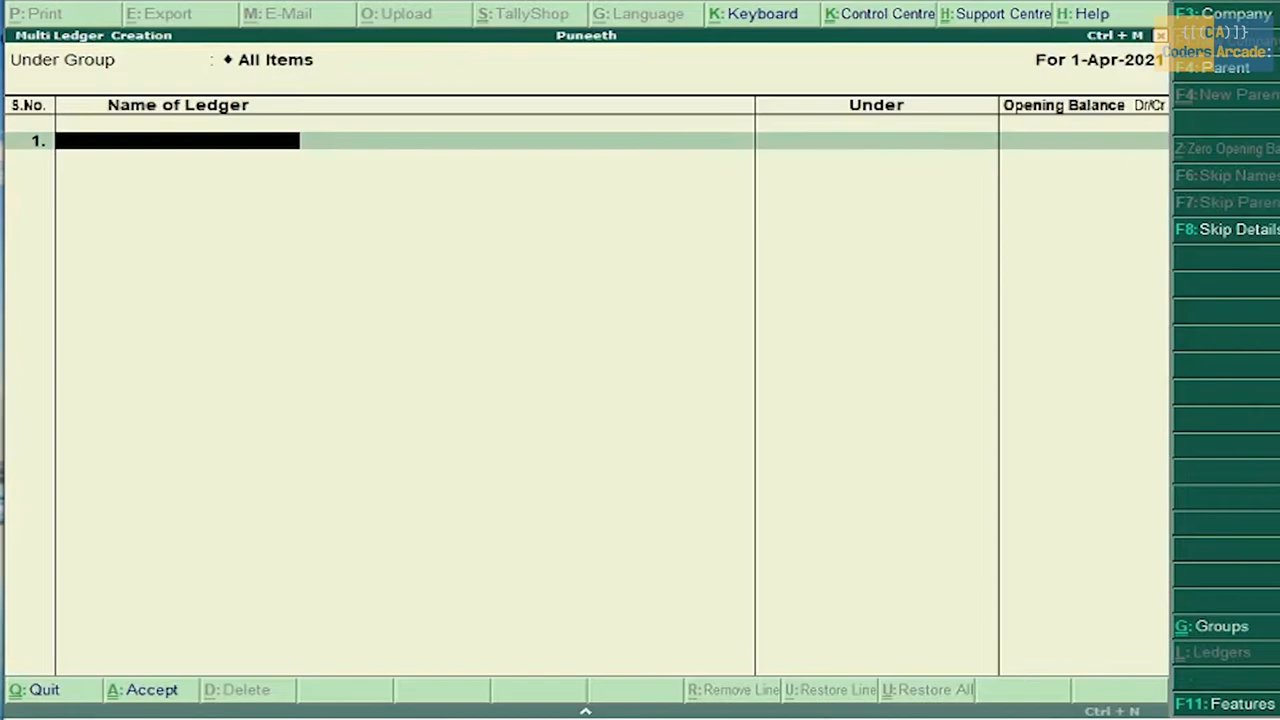 P: Print E: Export M: E-Mail O: Upload S: TallyShop G: Language K: Keyboard K: Control Centre H: Support Centre H: Help F3: Company
Multi Ledger Creation Puneeth Ctrl + M
{[(CA)]}
Coders Arcade:
Under Group : ♦ All Items For 1-Apr-2021
F4: Parent
F4: New Paren
S.No. Name of Ledger Under Opening Balance Dr/Cr
1.
Z: Zero Opening Ba
F6: Skip Names
F7: Skip Paren
F8: Skip Details
G: Groups
L: Ledgers
Q: Quit A: Accept D: Delete R: Remove Line U: Restore Line U: Restore All
F11: Features
Ctrl + N